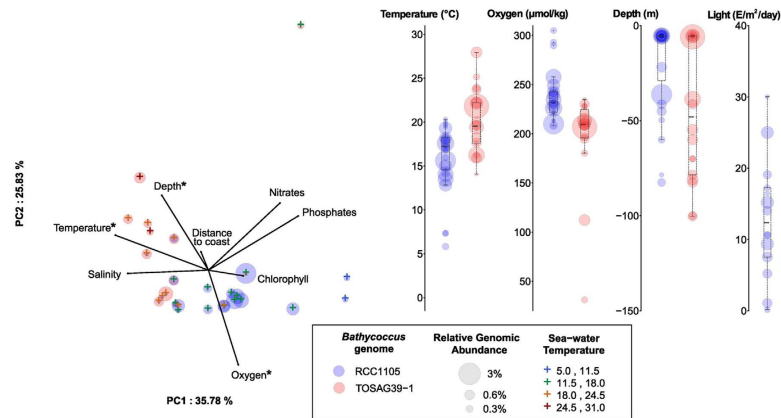 Temperature (°C)
Oxygen (µmol/kg)
Depth (m)
Light (E/m²/day)
30
25
20
15
10
5
0
300
250
200
150
100
50
0
0
−50
−100
−150
40
30
20
10
0
PC2 : 25.83 %
Depth*
Nitrates
Phosphates
Temperature*
Distance
to coast
Salinity
Chlorophyll
Oxygen*
PC1 : 35.78 %
Bathycoccus
genome
RCC1105
TOSAG39−1
Relative Genomic
Abundance
3%
0.6%
0.3%
Sea−water
Temperature
5.0 , 11.5
11.5 , 18.0
18.0 , 24.5
24.5 , 31.0